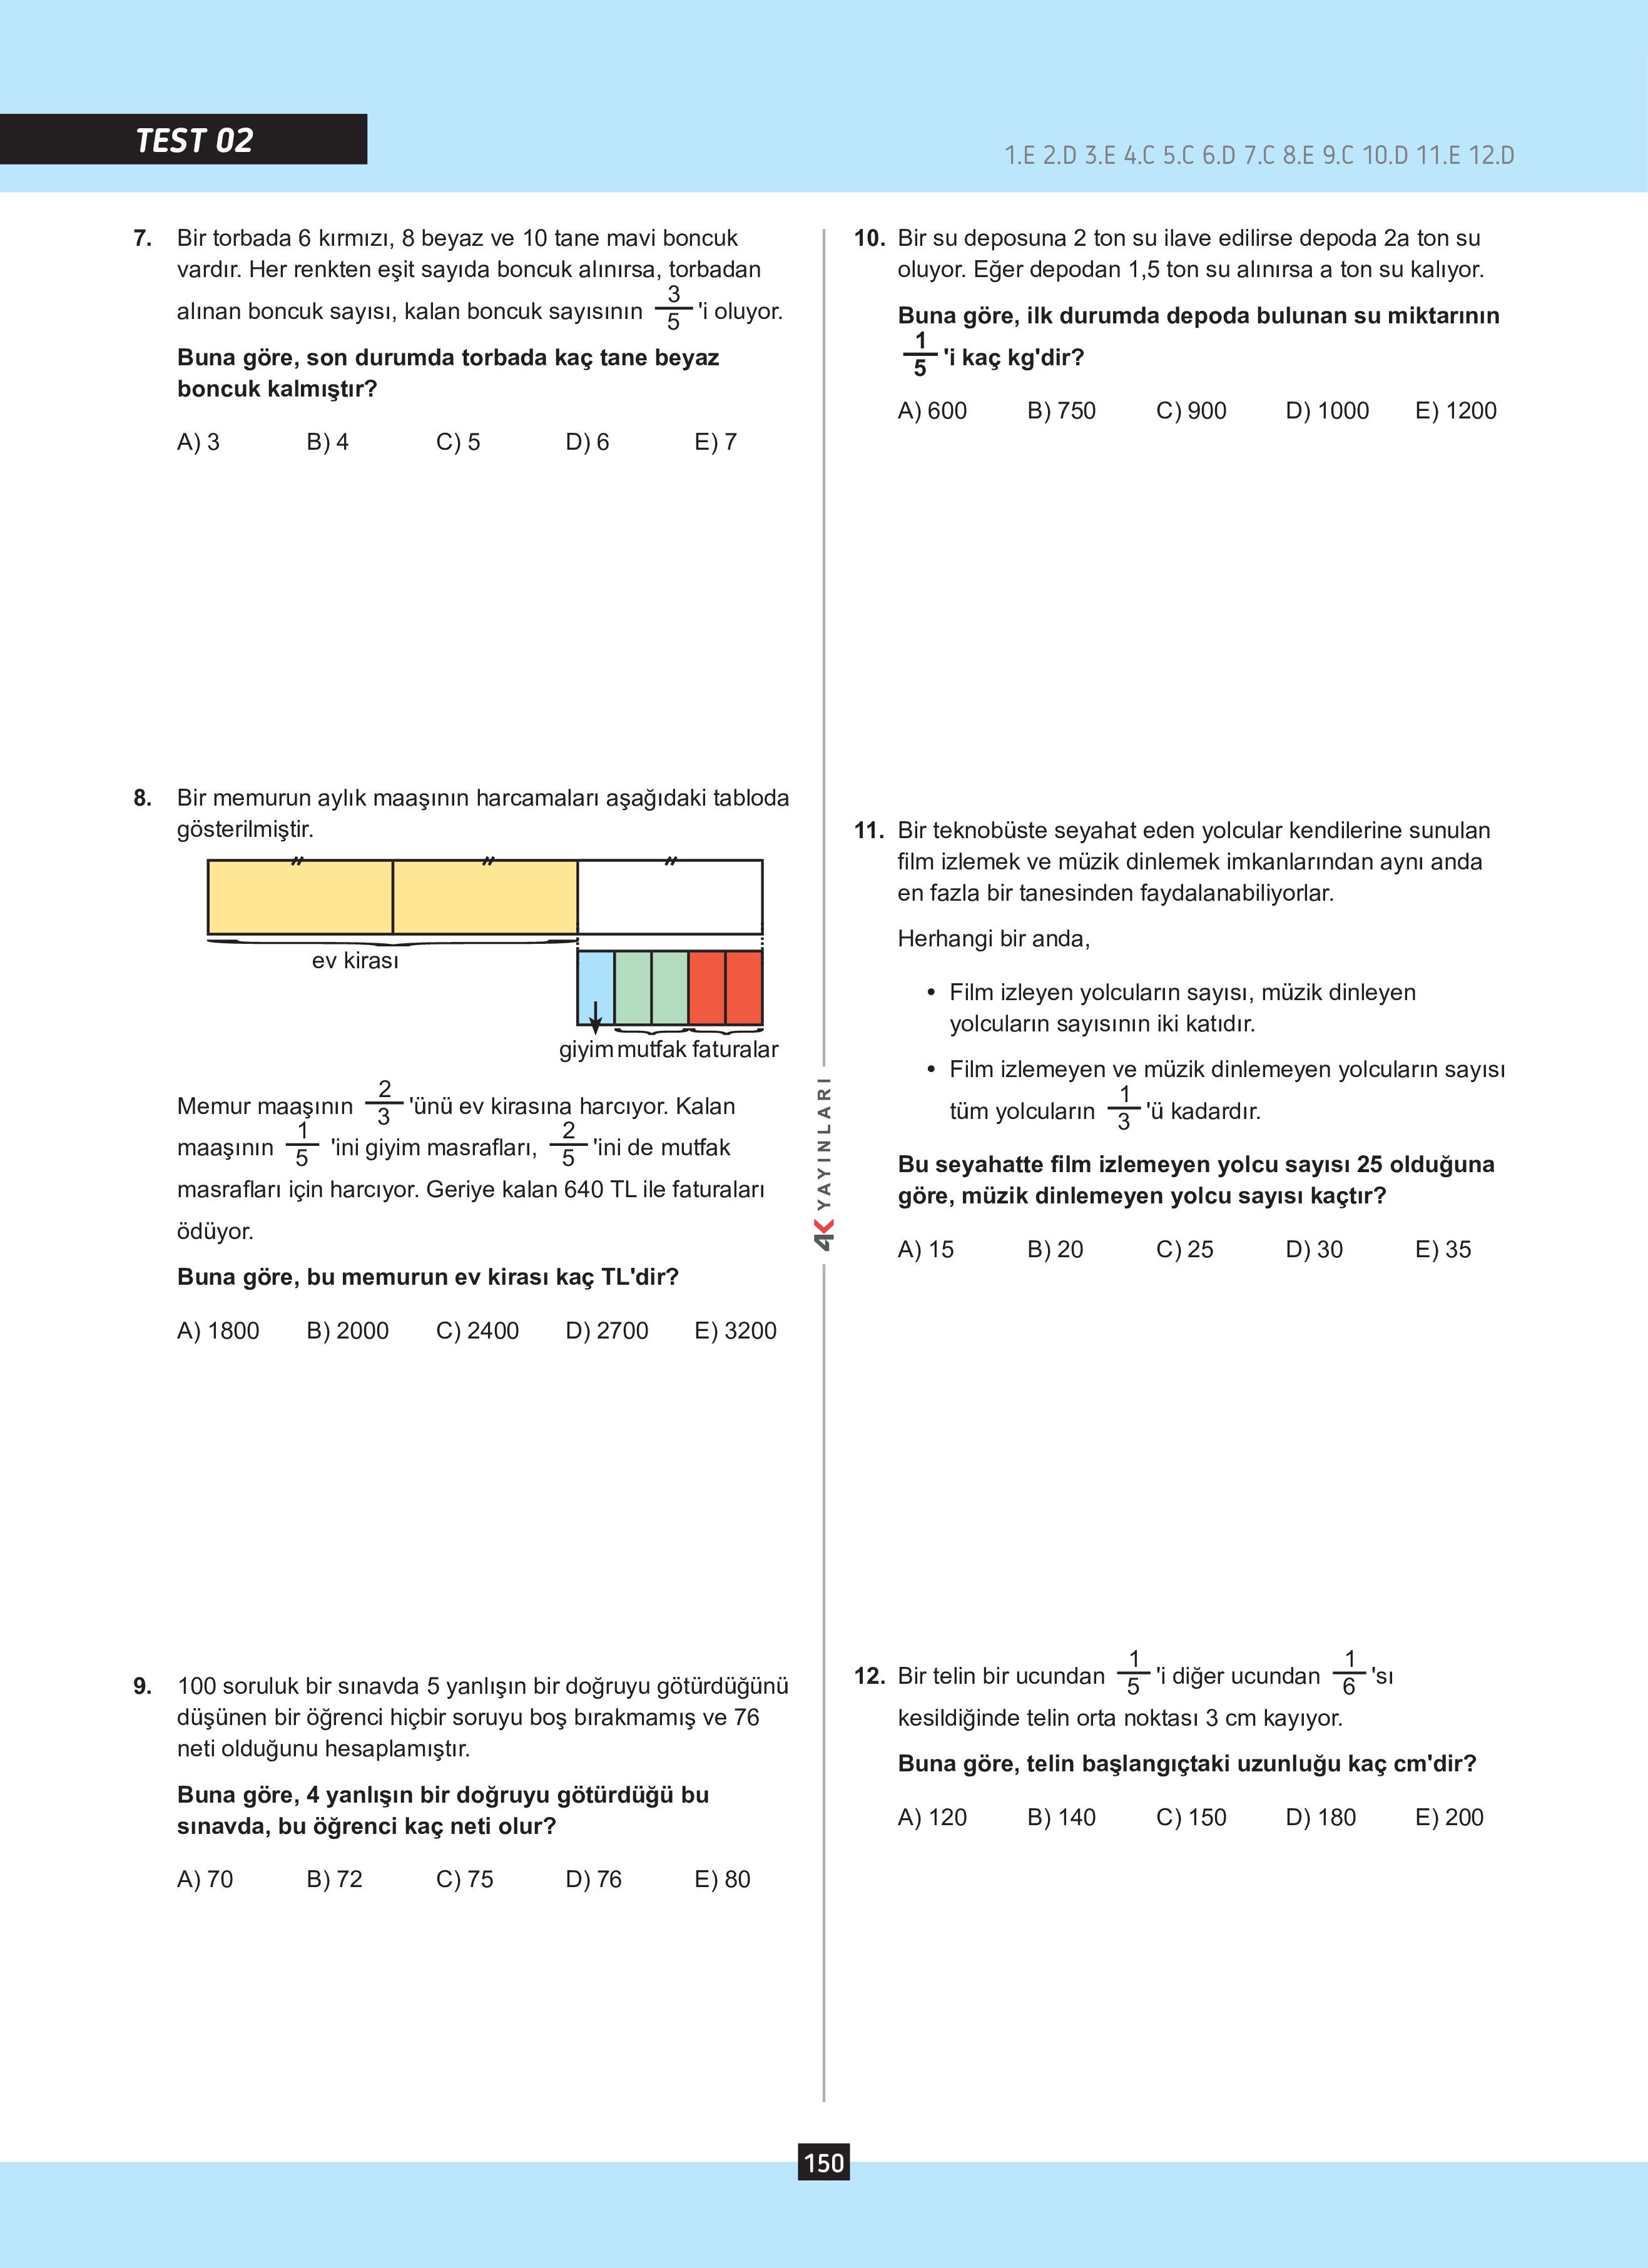 TEST 02
1.E 2.D 3.E 4.C 5.C 6.D 7.C 8.E 9.C 10.D 11.E 12.D
7. Bir torbada 6 kırmızı, 8 beyaz ve 10 tane mavi boncuk
vardır. Her renkten eşit sayıda boncuk alınırsa, torbadan
alınan boncuk sayısı, kalan boncuk sayısının 3/5 'i oluyor.
Buna göre, son durumda torbada kaç tane beyaz
boncuk kalmıştır?
A) 3 B) 4 C) 5 D) 6 E) 7
8. Bir memurun aylık maaşının harcamaları aşağıdaki tabloda
gösterilmiştir.
ev kirası
giyim mutfak faturalar
Memur maaşının 2/3 'ünü ev kirasına harcıyor. Kalan
maaşının 1/5 'ini giyim masrafları, 2/5 'ini de mutfak
masrafları için harcıyor. Geriye kalan 640 TL ile faturaları
ödüyor.
Buna göre, bu memurun ev kirası kaç TL'dir?
A) 1800 B) 2000 C) 2400 D) 2700 E) 3200
9. 100 soruluk bir sınavda 5 yanlışın bir doğruyu götürdüğünü
düşünen bir öğrenci hiçbir soruyu boş bırakmamış ve 76
neti olduğunu hesaplamıştır.
Buna göre, 4 yanlışın bir doğruyu götürdüğü bu
sınavda, bu öğrenci kaç neti olur?
A) 70 B) 72 C) 75 D) 76 E) 80
4K YAYINLARI
10. Bir su deposuna 2 ton su ilave edilirse depoda 2a ton su
oluyor. Eğer depodan 1,5 ton su alınırsa a ton su kalıyor.
Buna göre, ilk durumda depoda bulunan su miktarının
1/5 'i kaç kg'dir?
A) 600 B) 750 C) 900 D) 1000 E) 1200
11. Bir teknobüste seyahat eden yolcular kendilerine sunulan
film izlemek ve müzik dinlemek imkanlarından aynı anda
en fazla bir tanesinden faydalanabiliyorlar.
Herhangi bir anda,
• Film izleyen yolcuların sayısı, müzik dinleyen
yolcuların sayısının iki katıdır.
• Film izlemeyen ve müzik dinlemeyen yolcuların sayısı
tüm yolcuların 1/3 'ü kadardır.
Bu seyahatte film izlemeyen yolcu sayısı 25 olduğuna
göre, müzik dinlemeyen yolcu sayısı kaçtır?
A) 15 B) 20 C) 25 D) 30 E) 35
12. Bir telin bir ucundan 1/5 'i diğer ucundan 1/6 'sı
kesildiğinde telin orta noktası 3 cm kayıyor.
Buna göre, telin başlangıçtaki uzunluğu kaç cm'dir?
A) 120 B) 140 C) 150 D) 180 E) 200
150